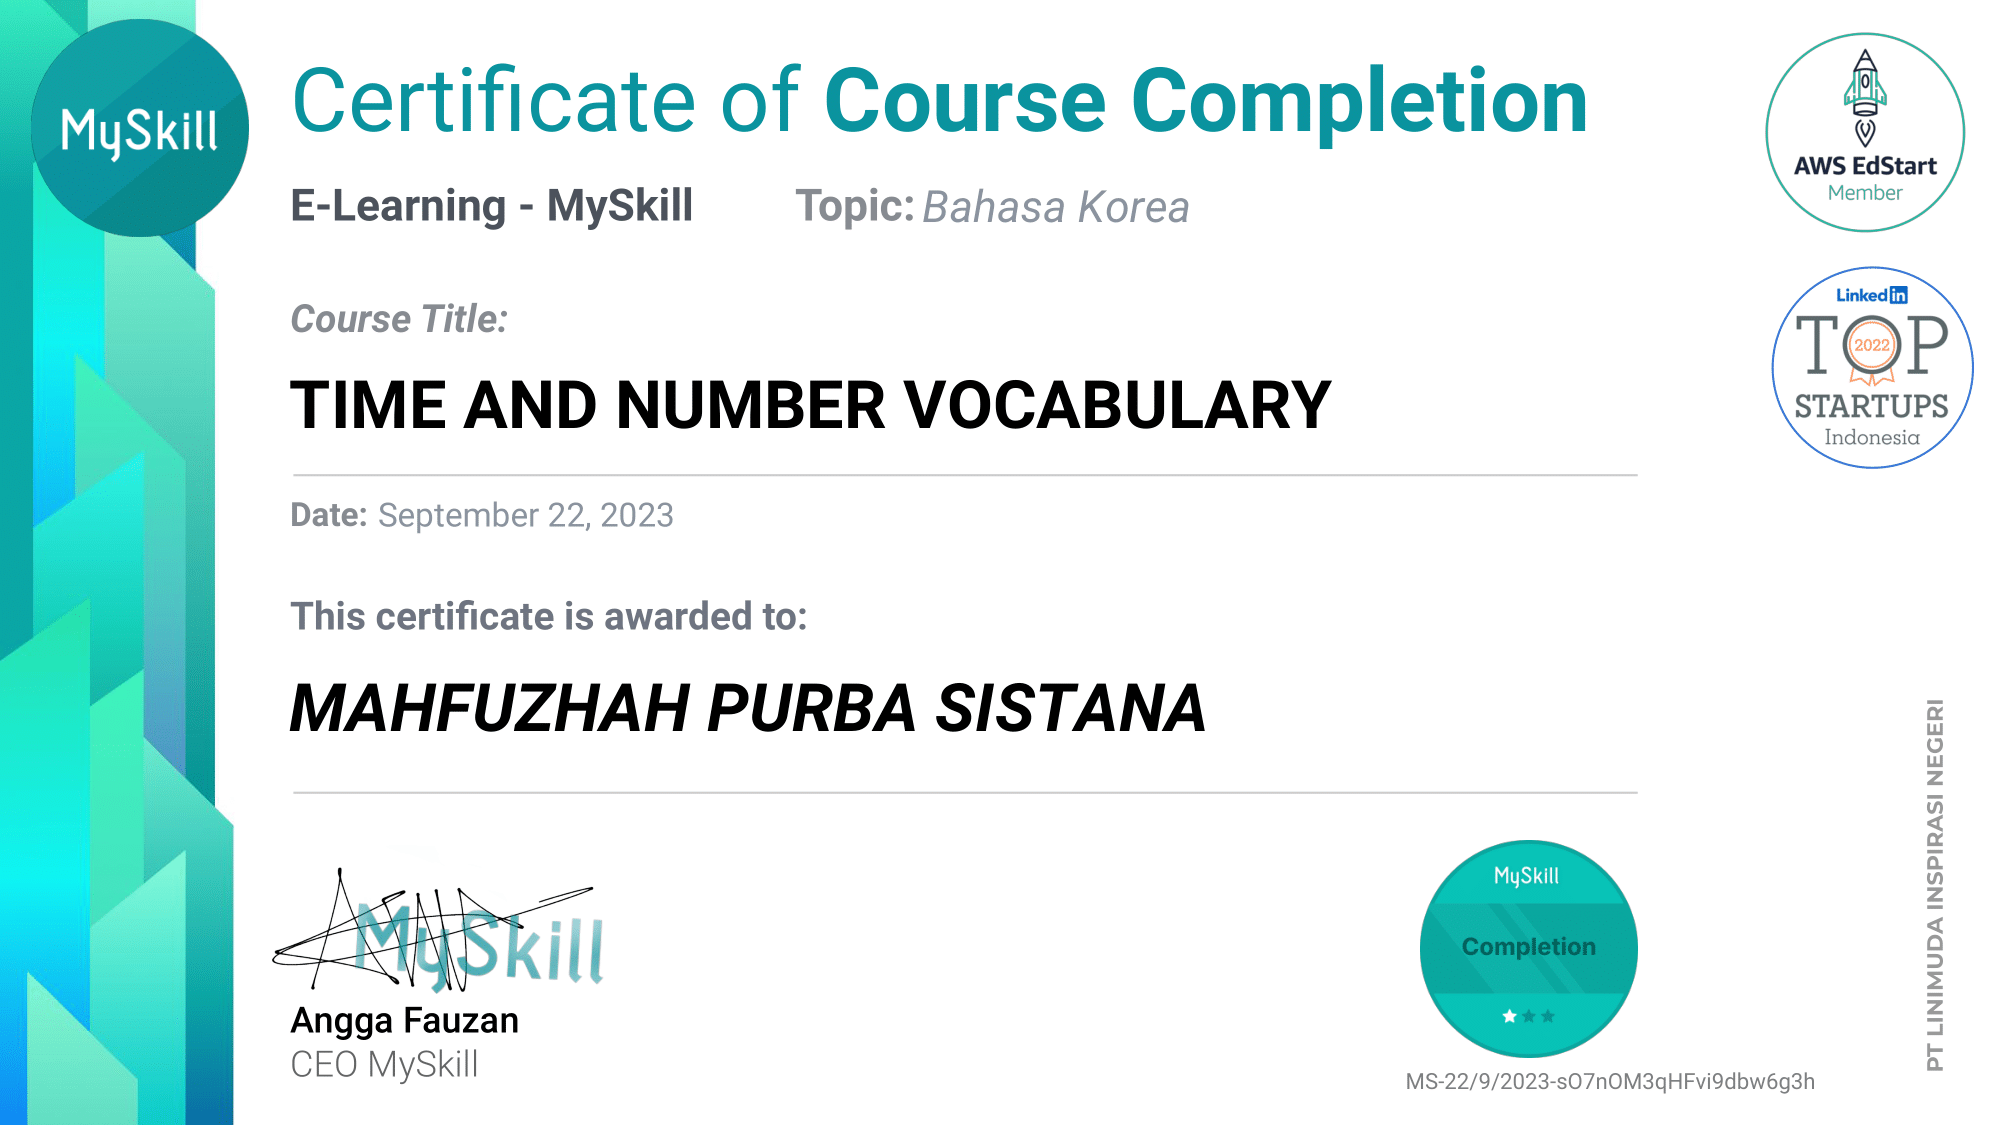 MySkill
Certificate of Course Completion
E-Learning - MySkill
Topic: Bahasa Korea
AWS EdStart
Member
Course Title:
TIME AND NUMBER VOCABULARY
LinkedIn
TOP
2022
STARTUPS
Indonesia
Date: September 22, 2023
This certificate is awarded to:
MAHFUZHAH PURBA SISTANA
MySkill
Angga Fauzan
CEO MySkill
MySkill
Completion
MS-22/9/2023-sO7nOM3qHFvi9dbw6g3h
PT LINIMUDA INSPIRASI NEGERI